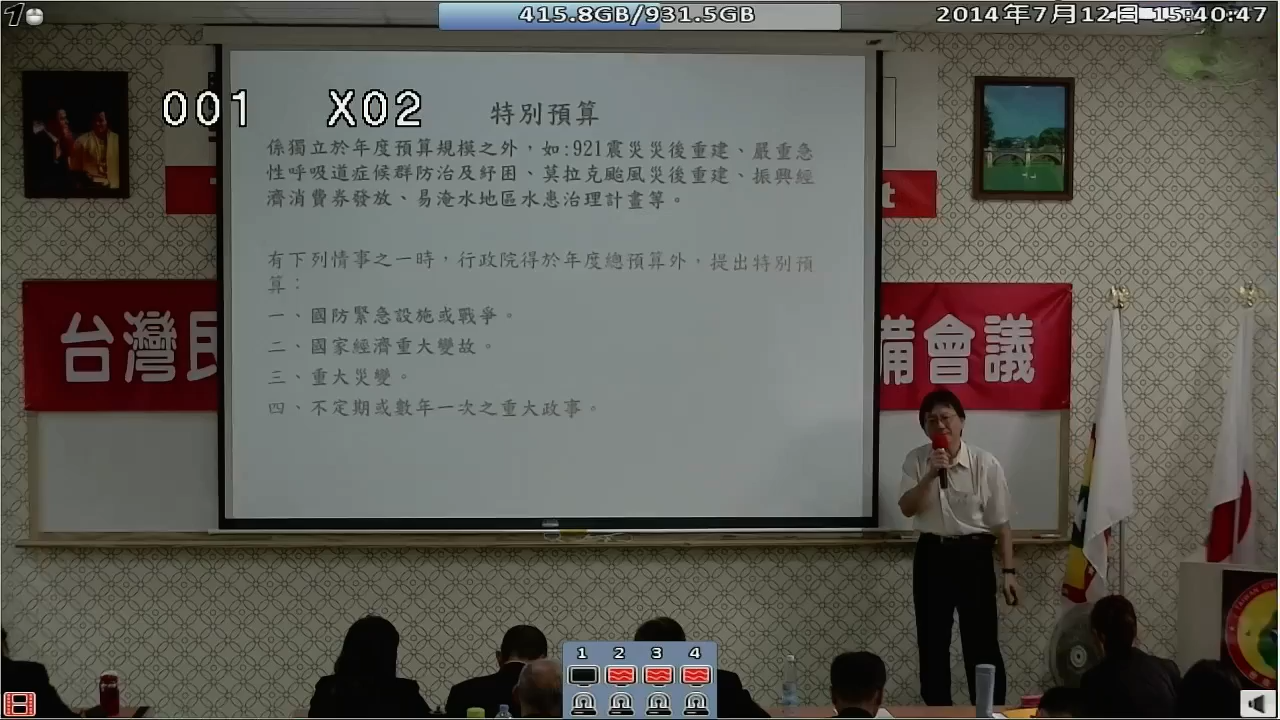 415.8GB/931.5GB
2014年7月12日 15:40:47
001 X02
特別預算
係獨立於年度預算規模之外，如:921震災災後重建、嚴重急
性呼吸道症候群防治及紓困、莫拉克颱風災後重建、振興經
濟消費券發放、易淹水地區水患治理計畫等。
有下列情事之一時，行政院得於年度總預算外，提出特別預
算：
一、國防緊急設施或戰爭。
二、國家經濟重大變故。
三、重大災變。
四、不定期或數年一次之重大政事。
t
台灣民
備會議
TAIWAN
1 2 3 4